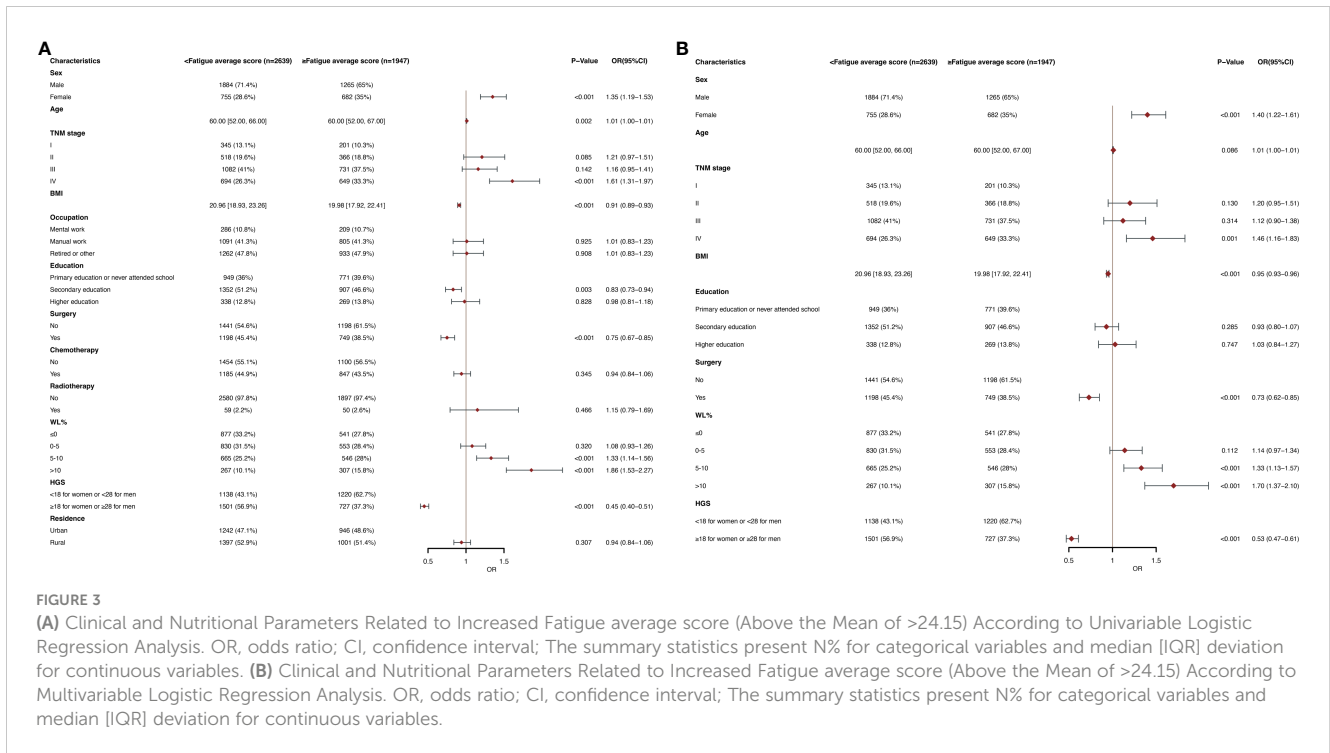 A
Characteristics <Fatigue average score (n=2639) ≥Fatigue average score (n=1947) P-Value OR(95%CI)
Sex
Male 1884 (71.4%) 1265 (65%)
Female 755 (28.6%) 682 (35%) <0.001 1.35 (1.19–1.53)
Age
60.00 [52.00, 66.00] 60.00 [52.00, 67.00] 0.002 1.01 (1.00–1.01)
TNM stage
I 345 (13.1%) 201 (10.3%)
II 518 (19.6%) 366 (18.8%) 0.085 1.21 (0.97–1.51)
III 1082 (41%) 731 (37.5%) 0.142 1.16 (0.95–1.41)
IV 694 (26.3%) 649 (33.3%) <0.001 1.61 (1.31–1.97)
BMI
20.96 [18.93, 23.26] 19.98 [17.92, 22.41] <0.001 0.91 (0.89–0.93)
Occupation
Mental work 286 (10.8%) 209 (10.7%)
Manual work 1091 (41.3%) 805 (41.3%) 0.925 1.01 (0.83–1.23)
Retired or other 1262 (47.8%) 933 (47.9%) 0.908 1.01 (0.83–1.23)
Education
Primary education or never attended school 949 (36%) 771 (39.6%)
Secondary education 1352 (51.2%) 907 (46.6%) 0.003 0.83 (0.73–0.94)
Higher education 338 (12.8%) 269 (13.8%) 0.828 0.98 (0.81–1.18)
Surgery
No 1441 (54.6%) 1198 (61.5%)
Yes 1198 (45.4%) 749 (38.5%) <0.001 0.75 (0.67–0.85)
Chemotherapy
No 1454 (55.1%) 1100 (56.5%)
Yes 1185 (44.9%) 847 (43.5%) 0.345 0.94 (0.84–1.06)
Radiotherapy
No 2580 (97.8%) 1897 (97.4%)
Yes 59 (2.2%) 50 (2.6%) 0.466 1.15 (0.79–1.69)
WL%
≤0 877 (33.2%) 541 (27.8%)
0-5 830 (31.5%) 553 (28.4%) 0.320 1.08 (0.93–1.26)
5-10 665 (25.2%) 546 (28%) <0.001 1.33 (1.14–1.56)
>10 267 (10.1%) 307 (15.8%) <0.001 1.86 (1.53–2.27)
HGS
<18 for women or <28 for men 1138 (43.1%) 1220 (62.7%)
≥18 for women or ≥28 for men 1501 (56.9%) 727 (37.3%) <0.001 0.45 (0.40–0.51)
Residence
Urban 1242 (47.1%) 946 (48.6%)
Rural 1397 (52.9%) 1001 (51.4%) 0.307 0.94 (0.84–1.06)
0.5 1 1.5
OR
B
Characteristics <Fatigue average score (n=2639) ≥Fatigue average score (n=1947) P-Value OR(95%CI)
Sex
Male 1884 (71.4%) 1265 (65%)
Female 755 (28.6%) 682 (35%) <0.001 1.40 (1.22–1.61)
Age
60.00 [52.00, 66.00] 60.00 [52.00, 67.00] 0.086 1.01 (1.00–1.01)
TNM stage
I 345 (13.1%) 201 (10.3%)
II 518 (19.6%) 366 (18.8%) 0.130 1.20 (0.95–1.51)
III 1082 (41%) 731 (37.5%) 0.314 1.12 (0.90–1.38)
IV 694 (26.3%) 649 (33.3%) 0.001 1.46 (1.16–1.83)
BMI
20.96 [18.93, 23.26] 19.98 [17.92, 22.41] <0.001 0.95 (0.93–0.96)
Education
Primary education or never attended school 949 (36%) 771 (39.6%)
Secondary education 1352 (51.2%) 907 (46.6%) 0.285 0.93 (0.80–1.07)
Higher education 338 (12.8%) 269 (13.8%) 0.747 1.03 (0.84–1.27)
Surgery
No 1441 (54.6%) 1198 (61.5%)
Yes 1198 (45.4%) 749 (38.5%) <0.001 0.73 (0.62–0.85)
WL%
≤0 877 (33.2%) 541 (27.8%)
0-5 830 (31.5%) 553 (28.4%) 0.112 1.14 (0.97–1.34)
5-10 665 (25.2%) 546 (28%) <0.001 1.33 (1.13–1.57)
>10 267 (10.1%) 307 (15.8%) <0.001 1.70 (1.37–2.10)
HGS
<18 for women or <28 for men 1138 (43.1%) 1220 (62.7%)
≥18 for women or ≥28 for men 1501 (56.9%) 727 (37.3%) <0.001 0.53 (0.47–0.61)
0.5 1 1.5
OR
FIGURE 3
(A) Clinical and Nutritional Parameters Related to Increased Fatigue average score (Above the Mean of >24.15) According to Univariable Logistic
Regression Analysis. OR, odds ratio; CI, confidence interval; The summary statistics present N% for categorical variables and median [IQR] deviation
for continuous variables. (B) Clinical and Nutritional Parameters Related to Increased Fatigue average score (Above the Mean of >24.15) According to
Multivariable Logistic Regression Analysis. OR, odds ratio; CI, confidence interval; The summary statistics present N% for categorical variables and
median [IQR] deviation for continuous variables.